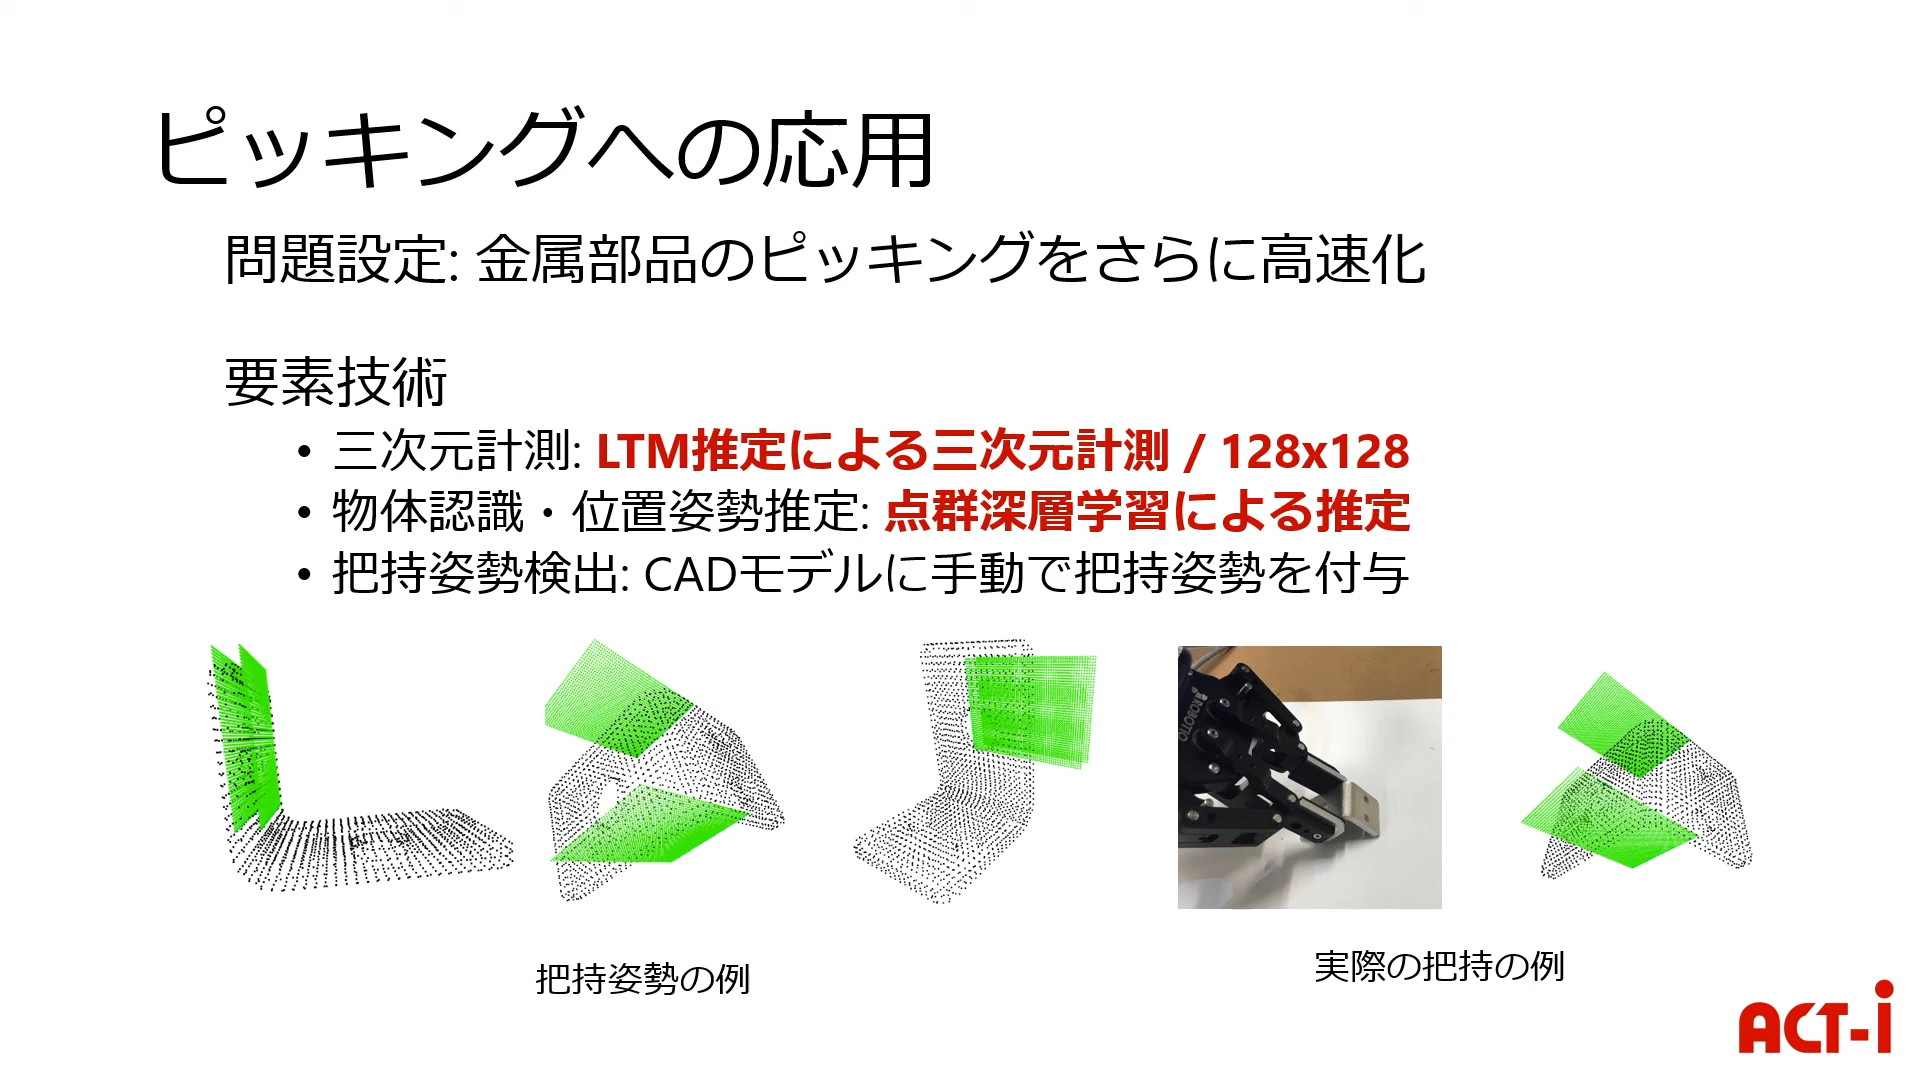 ピッキングへの応用
問題設定: 金属部品のピッキングをさらに高速化
要素技術
• 三次元計測: LTM推定による三次元計測 / 128x128
• 物体認識・位置姿勢推定: 点群深層学習による推定
• 把持姿勢検出: CADモデルに手動で把持姿勢を付与
ROBOTIQ
把持姿勢の例
実際の把持の例
ACT-i